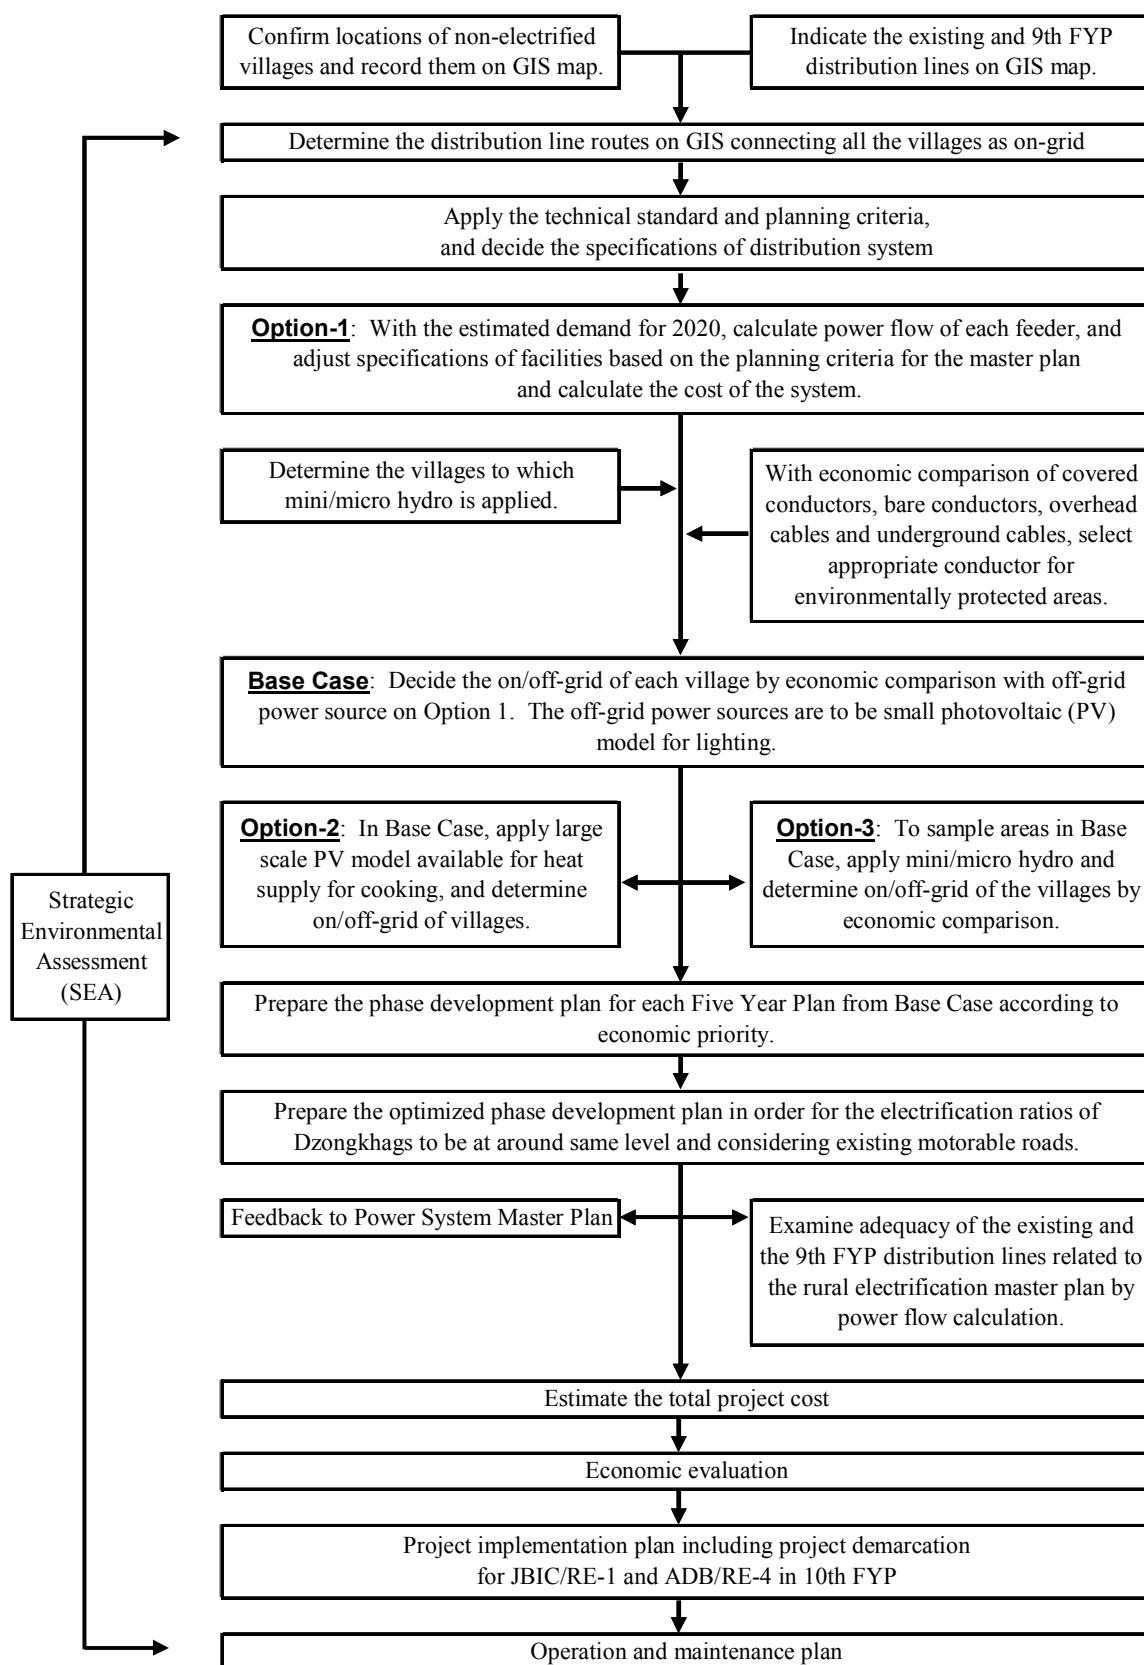 Confirm locations of non-electrified
villages and record them on GIS map.
Indicate the existing and 9th FYP
distribution lines on GIS map.
Determine the distribution line routes on GIS connecting all the villages as on-grid
Apply the technical standard and planning criteria,
and decide the specifications of distribution system
Option-1: With the estimated demand for 2020, calculate power flow of each feeder, and
adjust specifications of facilities based on the planning criteria for the master plan
and calculate the cost of the system.
Determine the villages to which
mini/micro hydro is applied.
With economic comparison of covered
conductors, bare conductors, overhead
cables and underground cables, select
appropriate conductor for
environmentally protected areas.
Base Case: Decide the on/off-grid of each village by economic comparison with off-grid
power source on Option 1. The off-grid power sources are to be small photovoltaic (PV)
model for lighting.
Option-2: In Base Case, apply large
scale PV model available for heat
supply for cooking, and determine
on/off-grid of villages.
Option-3: To sample areas in Base
Case, apply mini/micro hydro and
determine on/off-grid of the villages by
economic comparison.
Strategic
Environmental
Assessment
(SEA)
Prepare the phase development plan for each Five Year Plan from Base Case according to
economic priority.
Prepare the optimized phase development plan in order for the electrification ratios of
Dzongkhags to be at around same level and considering existing motorable roads.
Feedback to Power System Master Plan
Examine adequacy of the existing and
the 9th FYP distribution lines related to
the rural electrification master plan by
power flow calculation.
Estimate the total project cost
Economic evaluation
Project implementation plan including project demarcation
for JBIC/RE-1 and ADB/RE-4 in 10th FYP
Operation and maintenance plan